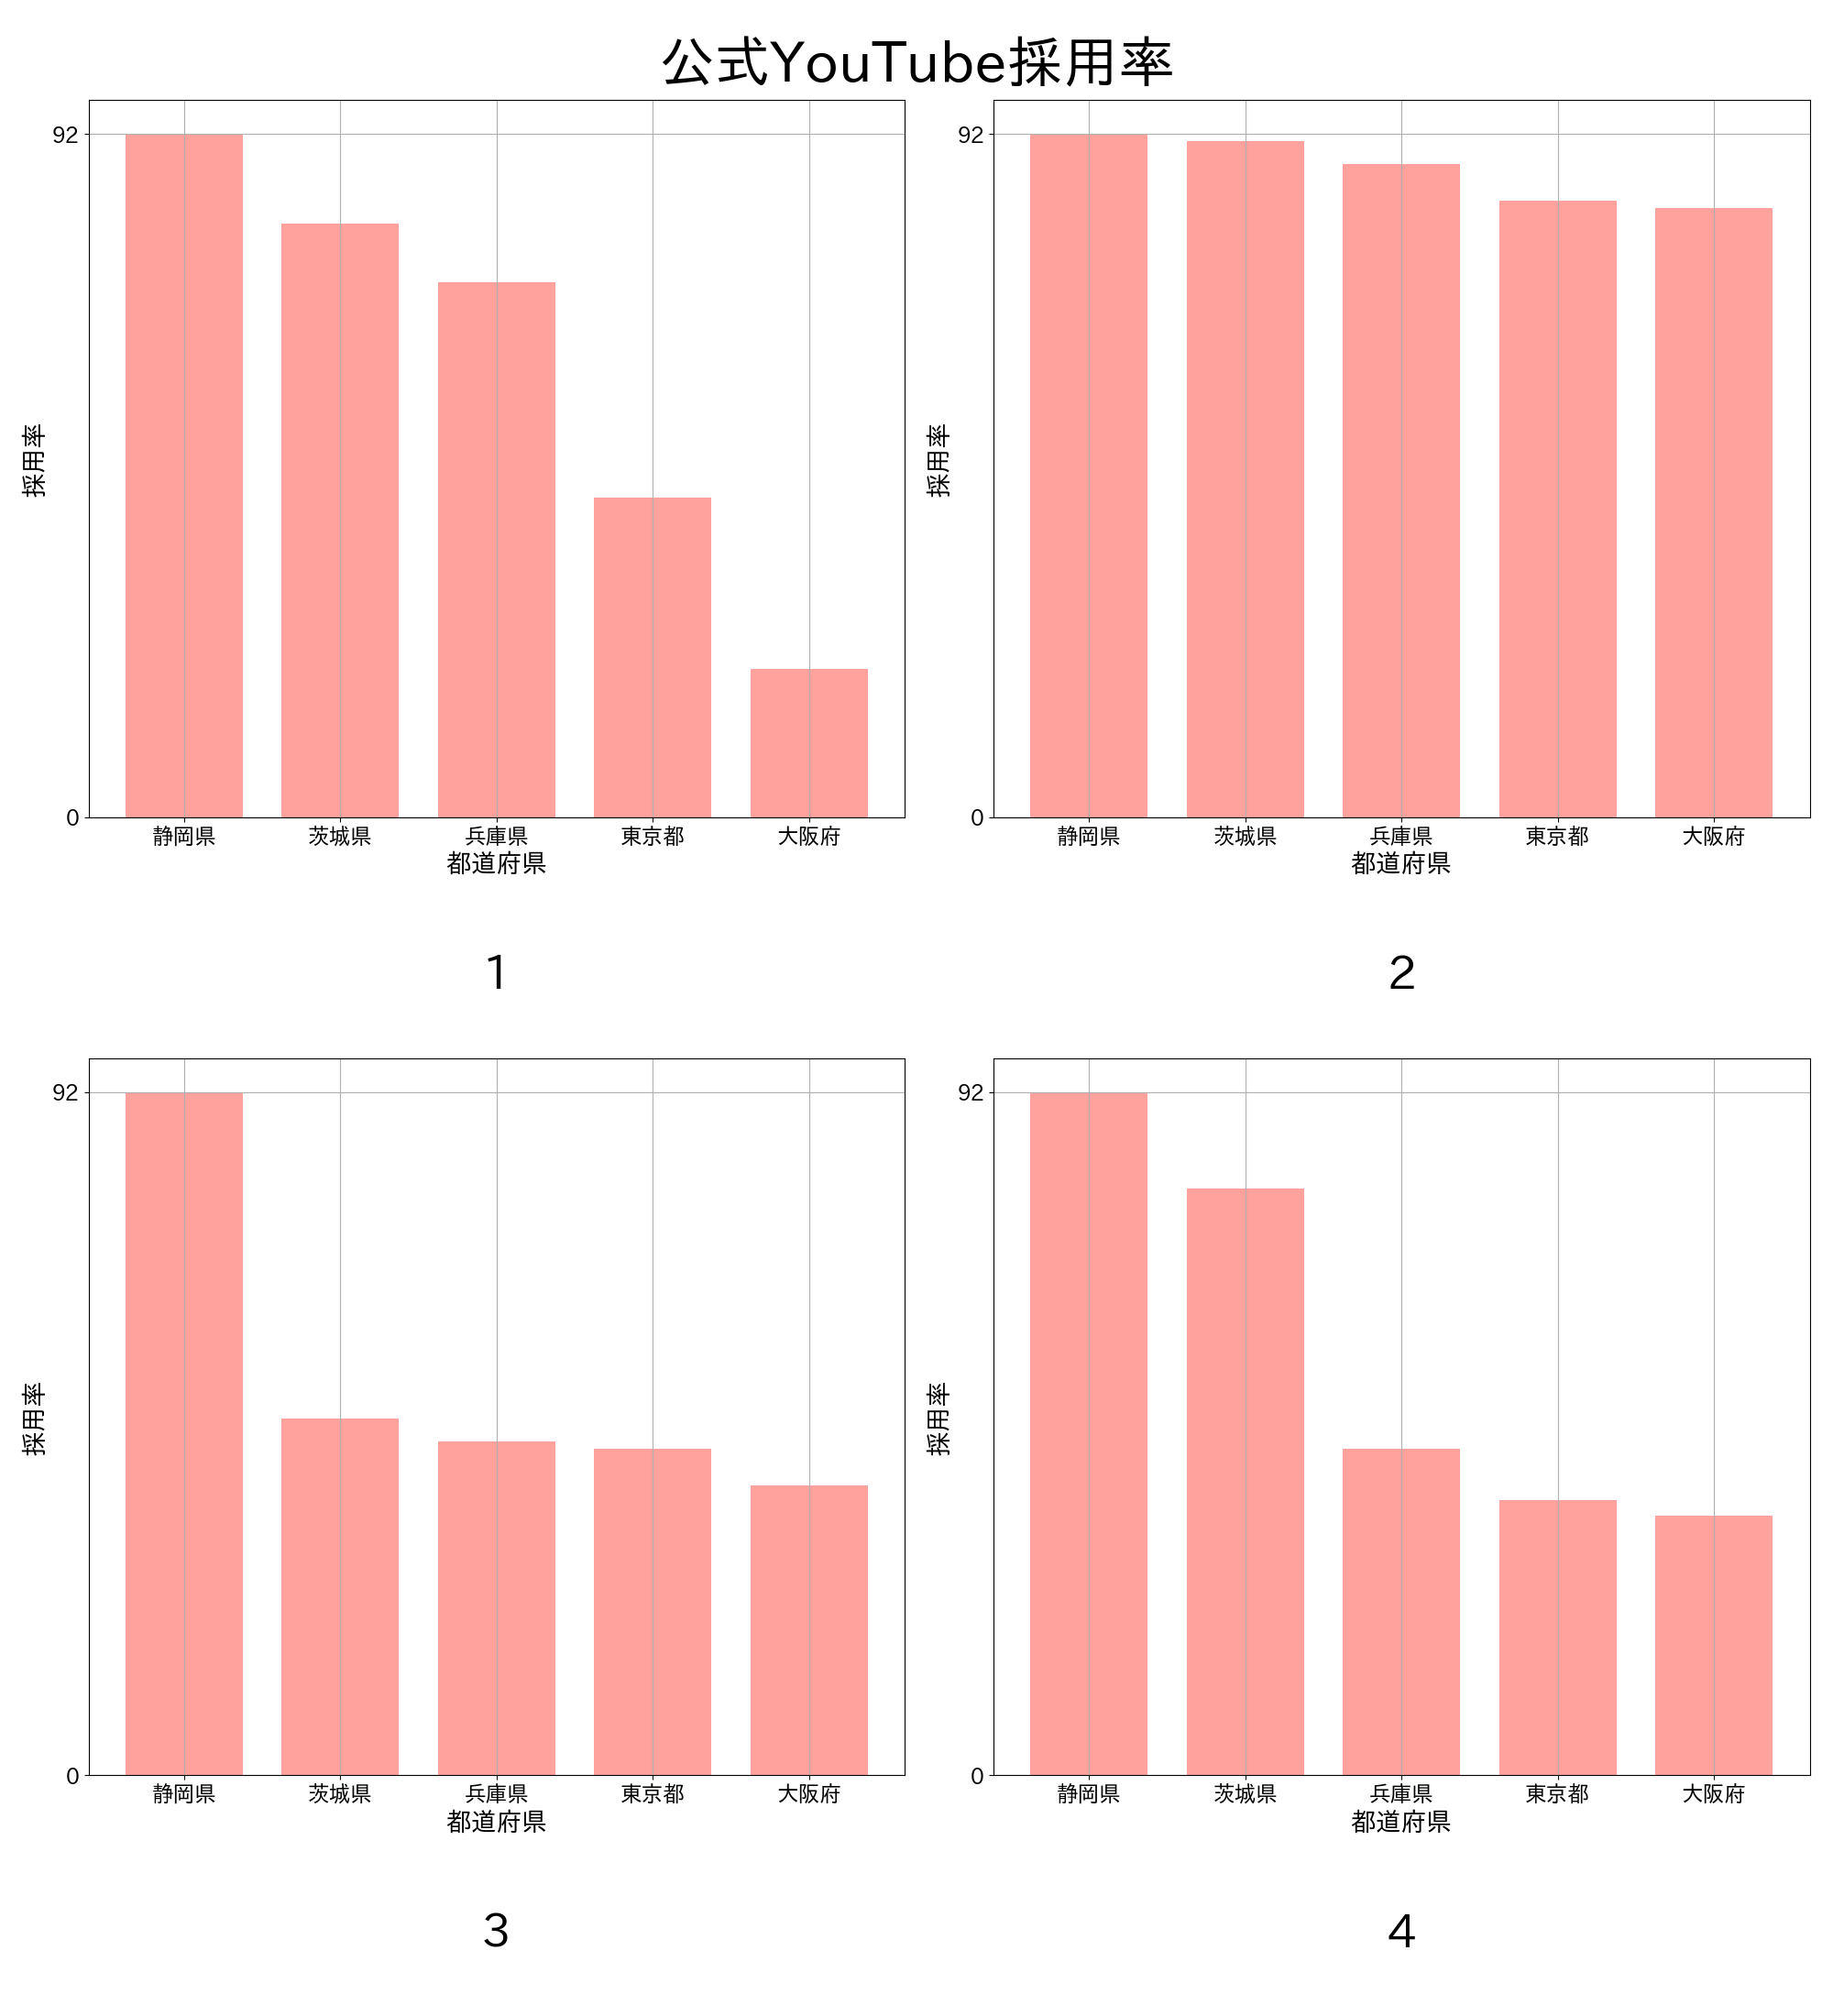 公式YouTube採用率
92
0
採用率
静岡県 茨城県 兵庫県 東京都 大阪府
都道府県
1
92
0
採用率
静岡県 茨城県 兵庫県 東京都 大阪府
都道府県
2
92
0
採用率
静岡県 茨城県 兵庫県 東京都 大阪府
都道府県
3
92
0
採用率
静岡県 茨城県 兵庫県 東京都 大阪府
都道府県
4